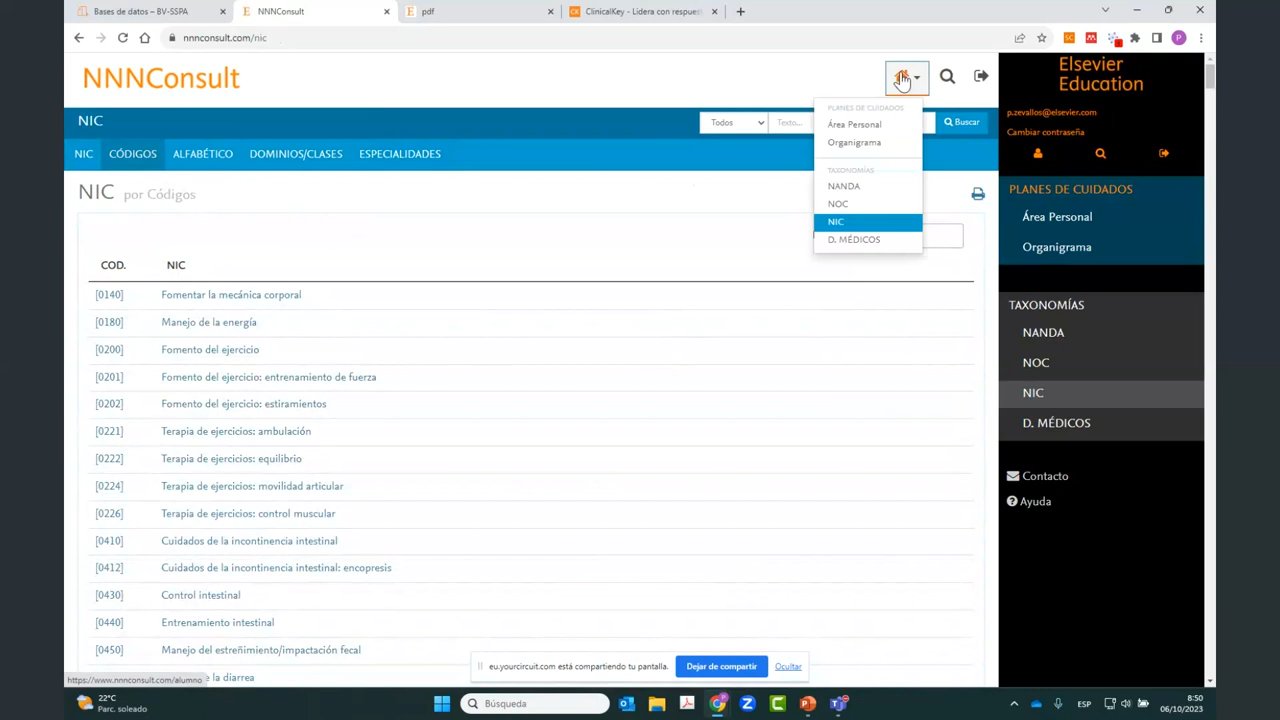 Bases de datos – BV-SSPA
NNNConsult
pdf
ClinicalKey - Lidera con respues
nnnconsult.com/nic
NNNConsult
PLANES DE CUIDADOS
Área Personal
Organigrama
TAXONOMÍAS
NANDA
NOC
NIC
D. MÉDICOS
NIC
Todos
Texto...
Buscar
NIC CÓDIGOS ALFABÉTICO DOMINIOS/CLASES ESPECIALIDADES
NIC por Códigos
COD. NIC
[0140] Fomentar la mecánica corporal
[0180] Manejo de la energía
[0200] Fomento del ejercicio
[0201] Fomento del ejercicio: entrenamiento de fuerza
[0202] Fomento del ejercicio: estiramientos
[0221] Terapia de ejercicios: ambulación
[0222] Terapia de ejercicios: equilibrio
[0224] Terapia de ejercicios: movilidad articular
[0226] Terapia de ejercicios: control muscular
[0410] Cuidados de la incontinencia intestinal
[0412] Cuidados de la incontinencia intestinal: encopresis
[0430] Control intestinal
[0440] Entrenamiento intestinal
[0450] Manejo del estreñimiento/impactación fecal
la diarrea
Elsevier
Education
p.zevallos@elsevier.com
Cambiar contraseña
PLANES DE CUIDADOS
Área Personal
Organigrama
TAXONOMÍAS
NANDA
NOC
NIC
D. MÉDICOS
Contacto
Ayuda
eu.yourcircuit.com está compartiendo tu pantalla. Dejar de compartir Ocultar
https://www.nnnconsult.com/alumno
22°C
Parc. soleado
Búsqueda
ESP
8:50
06/10/2023